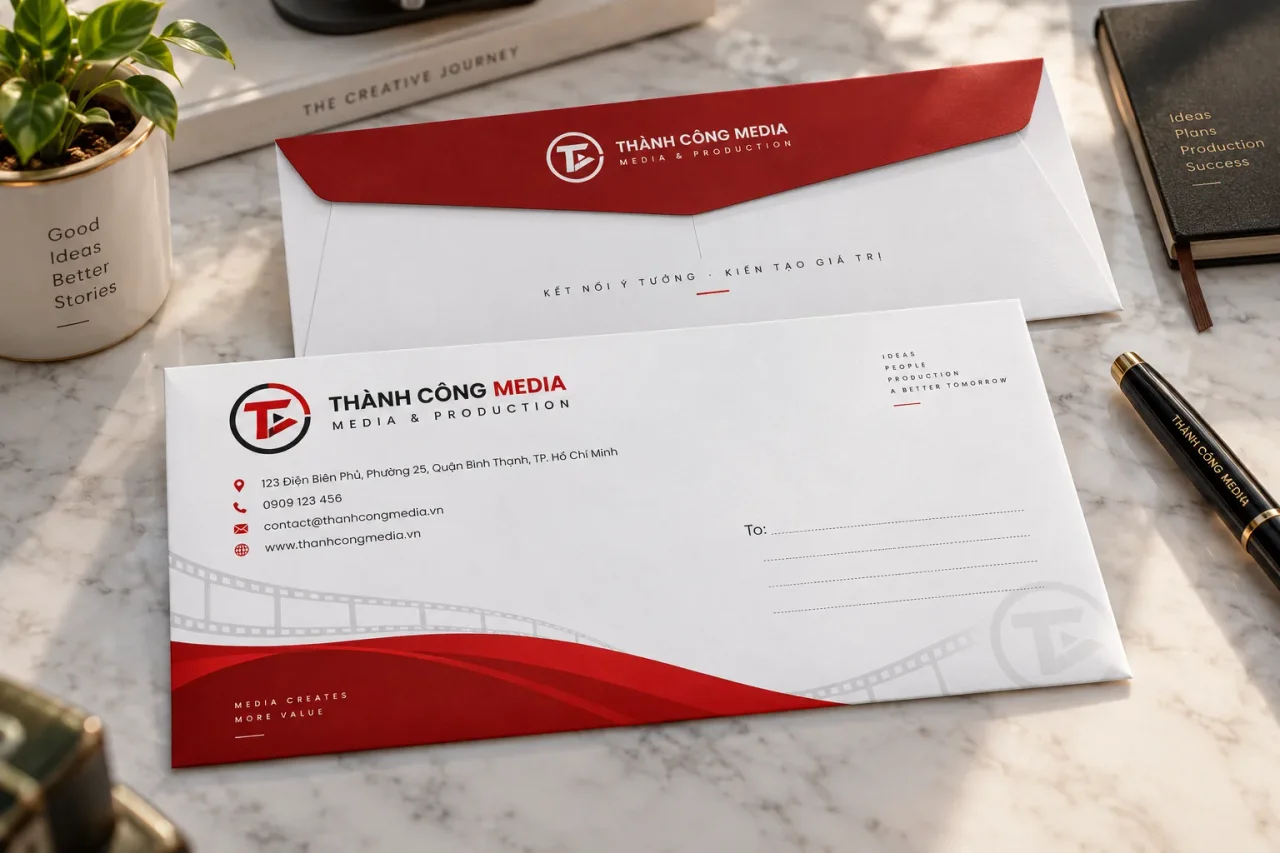 THE CREATIVE JOURNEY
Ideas
Plans
Production
Success
THÀNH CÔNG MEDIA
MEDIA & PRODUCTION
Good
Ideas
Better
Stories
KẾT NỐI Ý TƯỞNG · KIẾN TẠO GIÁ TRỊ
IDEAS
PEOPLE
PRODUCTION
A BETTER TOMORROW
THÀNH CÔNG MEDIA
MEDIA & PRODUCTION
123 Điện Biên Phủ, Phường 25, Quận Bình Thạnh, TP. Hồ Chí Minh
0909 123 456
contact@thanhcongmedia.vn
www.thanhcongmedia.vn
THÀNH CÔNG MEDIA
To:
MEDIA CREATES
MORE VALUE